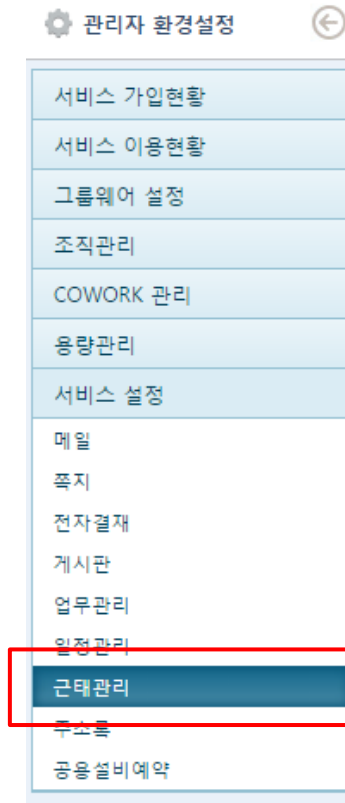 관리자 환경설정
서비스 가입현황
서비스 이용현황
그룹웨어 설정
조직관리
COWORK 관리
용량관리
서비스 설정
메일
쪽지
전자결재
게시판
업무관리
일정관리
근태관리
주소록
공용설비예약